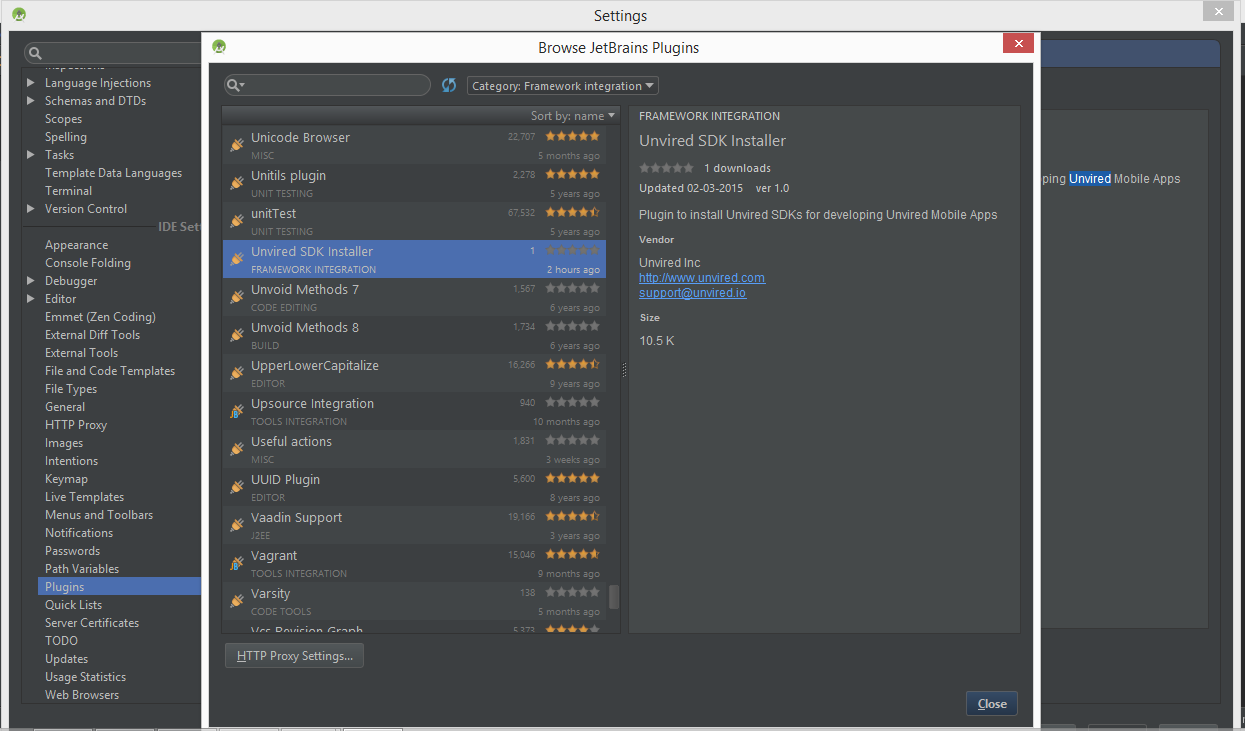 Settings
Browse JetBrains Plugins
Language Injections
Schemas and DTDs
Scopes
Spelling
Tasks
Template Data Languages
Terminal
Version Control
IDE Set
Appearance
Console Folding
Debugger
Editor
Emmet (Zen Coding)
External Diff Tools
External Tools
File and Code Templates
File Types
General
HTTP Proxy
Images
Intentions
Keymap
Live Templates
Menus and Toolbars
Notifications
Passwords
Path Variables
Plugins
Quick Lists
Server Certificates
TODO
Updates
Usage Statistics
Web Browsers
Category: Framework integration
Sort by: name
Unicode Browser 22,707
MISC 5 months ago
Unitils plugin 2,278
UNIT TESTING 5 years ago
unitTest 67,532
UNIT TESTING 5 years ago
Unvired SDK Installer 1
FRAMEWORK INTEGRATION 2 hours ago
Unvoid Methods 7 1,567
CODE EDITING 6 years ago
Unvoid Methods 8 1,734
BUILD 6 years ago
UpperLowerCapitalize 16,266
EDITOR 9 years ago
Upsource Integration 940
TOOLS INTEGRATION 10 months ago
Useful actions 1,831
MISC 3 weeks ago
UUID Plugin 5,600
EDITOR 8 years ago
Vaadin Support 19,166
J2EE 3 years ago
Vagrant 15,046
TOOLS INTEGRATION 9 months ago
Varsity 138
CODE TOOLS 5 months ago
Vcs Revision Graph 5,373
HTTP Proxy Settings...
FRAMEWORK INTEGRATION
Unvired SDK Installer
1 downloads
Updated 02-03-2015 ver 1.0
Plugin to install Unvired SDKs for developing Unvired Mobile Apps
Vendor
Unvired Inc
http://www.unvired.com
support@unvired.io
Size
10.5 K
Close
ping Unvired Mobile Apps